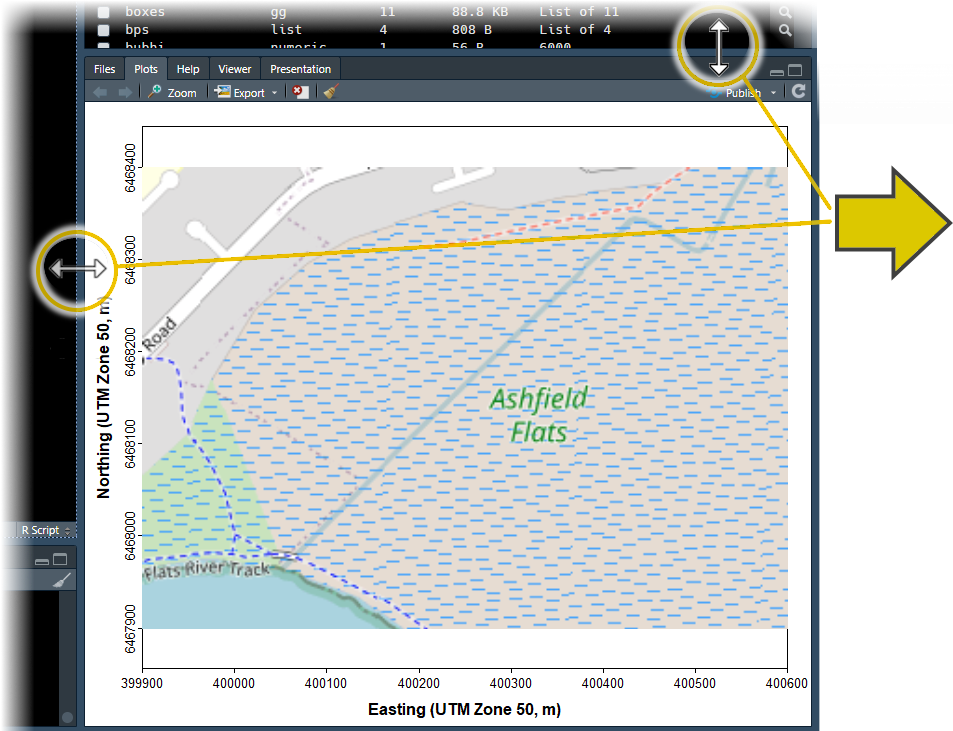 boxes gg 11 88.8 KB List of 11
bps list 4 808 B List of 4
bubbi numeric 1 56 B 6000
Files Plots Help Viewer Presentation
Zoom Export Publish
6468400
6468300
6468200
6468100
6468000
6467900
Northing (UTM Zone 50, m)
Road
Ashfield
Flats
R Script
Flats River Track
399900 400000 400100 400200 400300 400400 400500 400600
Easting (UTM Zone 50, m)